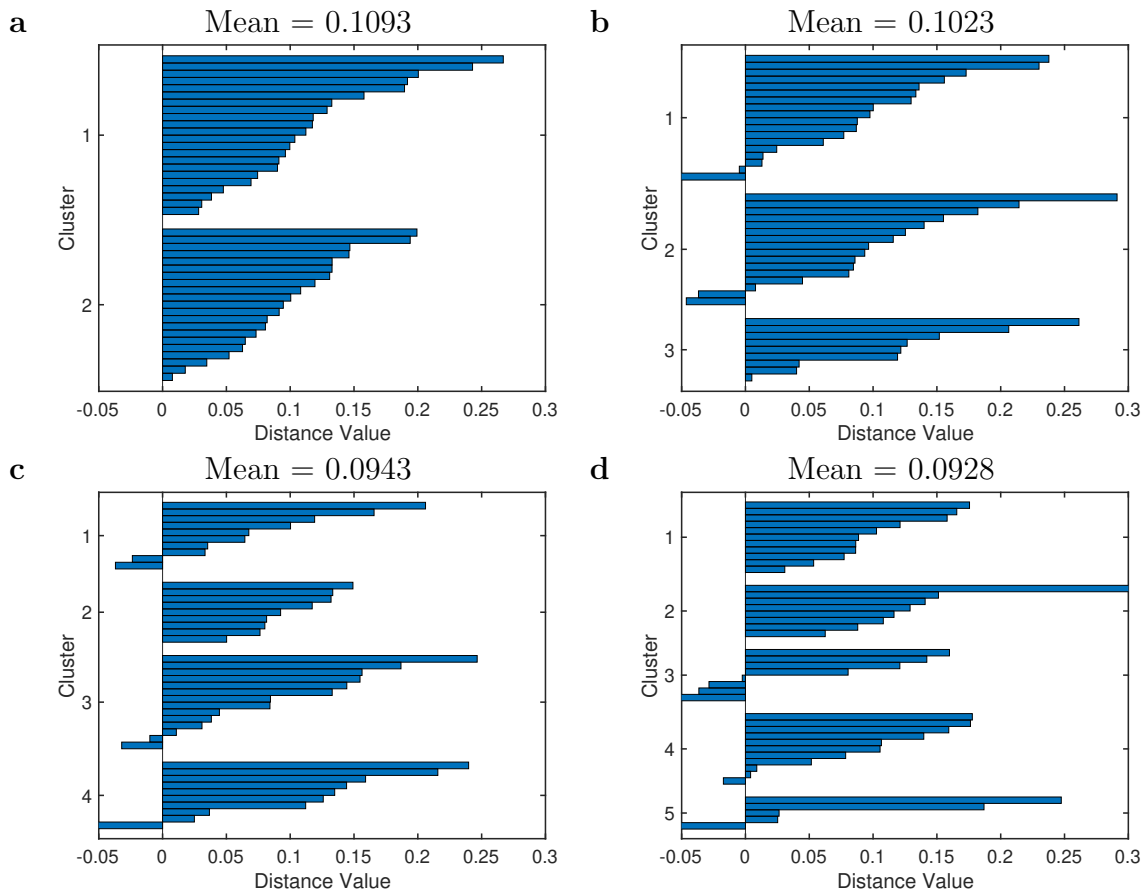 a Mean = 0.1093
1
2
Cluster
-0.05 0 0.05 0.1 0.15 0.2 0.25 0.3
Distance Value
b Mean = 0.1023
1
2
3
Cluster
-0.05 0 0.05 0.1 0.15 0.2 0.25 0.3
Distance Value
c Mean = 0.0943
1
2
3
4
Cluster
-0.05 0 0.05 0.1 0.15 0.2 0.25 0.3
Distance Value
d Mean = 0.0928
1
2
3
4
5
Cluster
-0.05 0 0.05 0.1 0.15 0.2 0.25 0.3
Distance Value